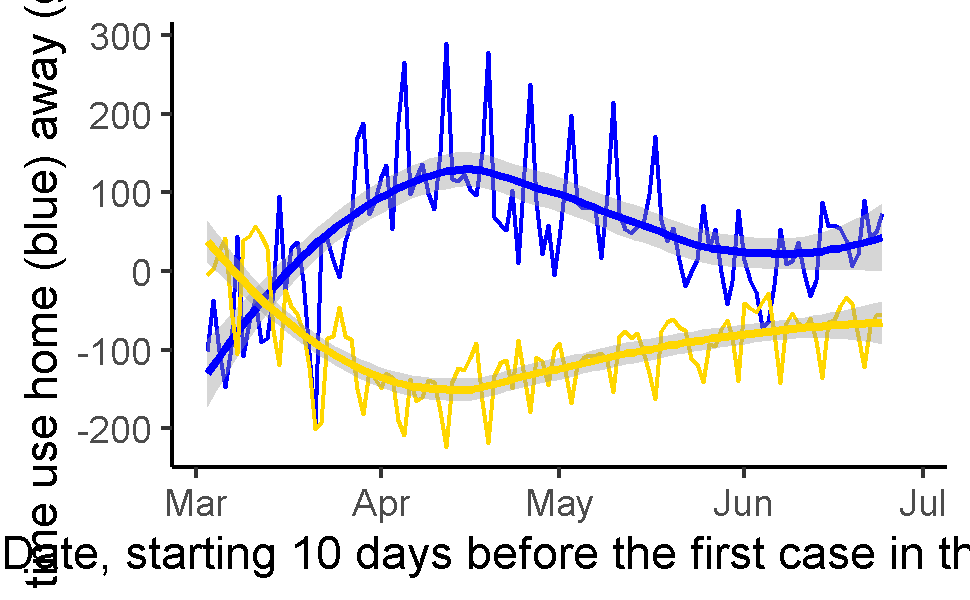 time use home (blue) away (
300
200
100
0
-100
-200
Mar Apr May Jun Jul
Date, starting 10 days before the first case in th